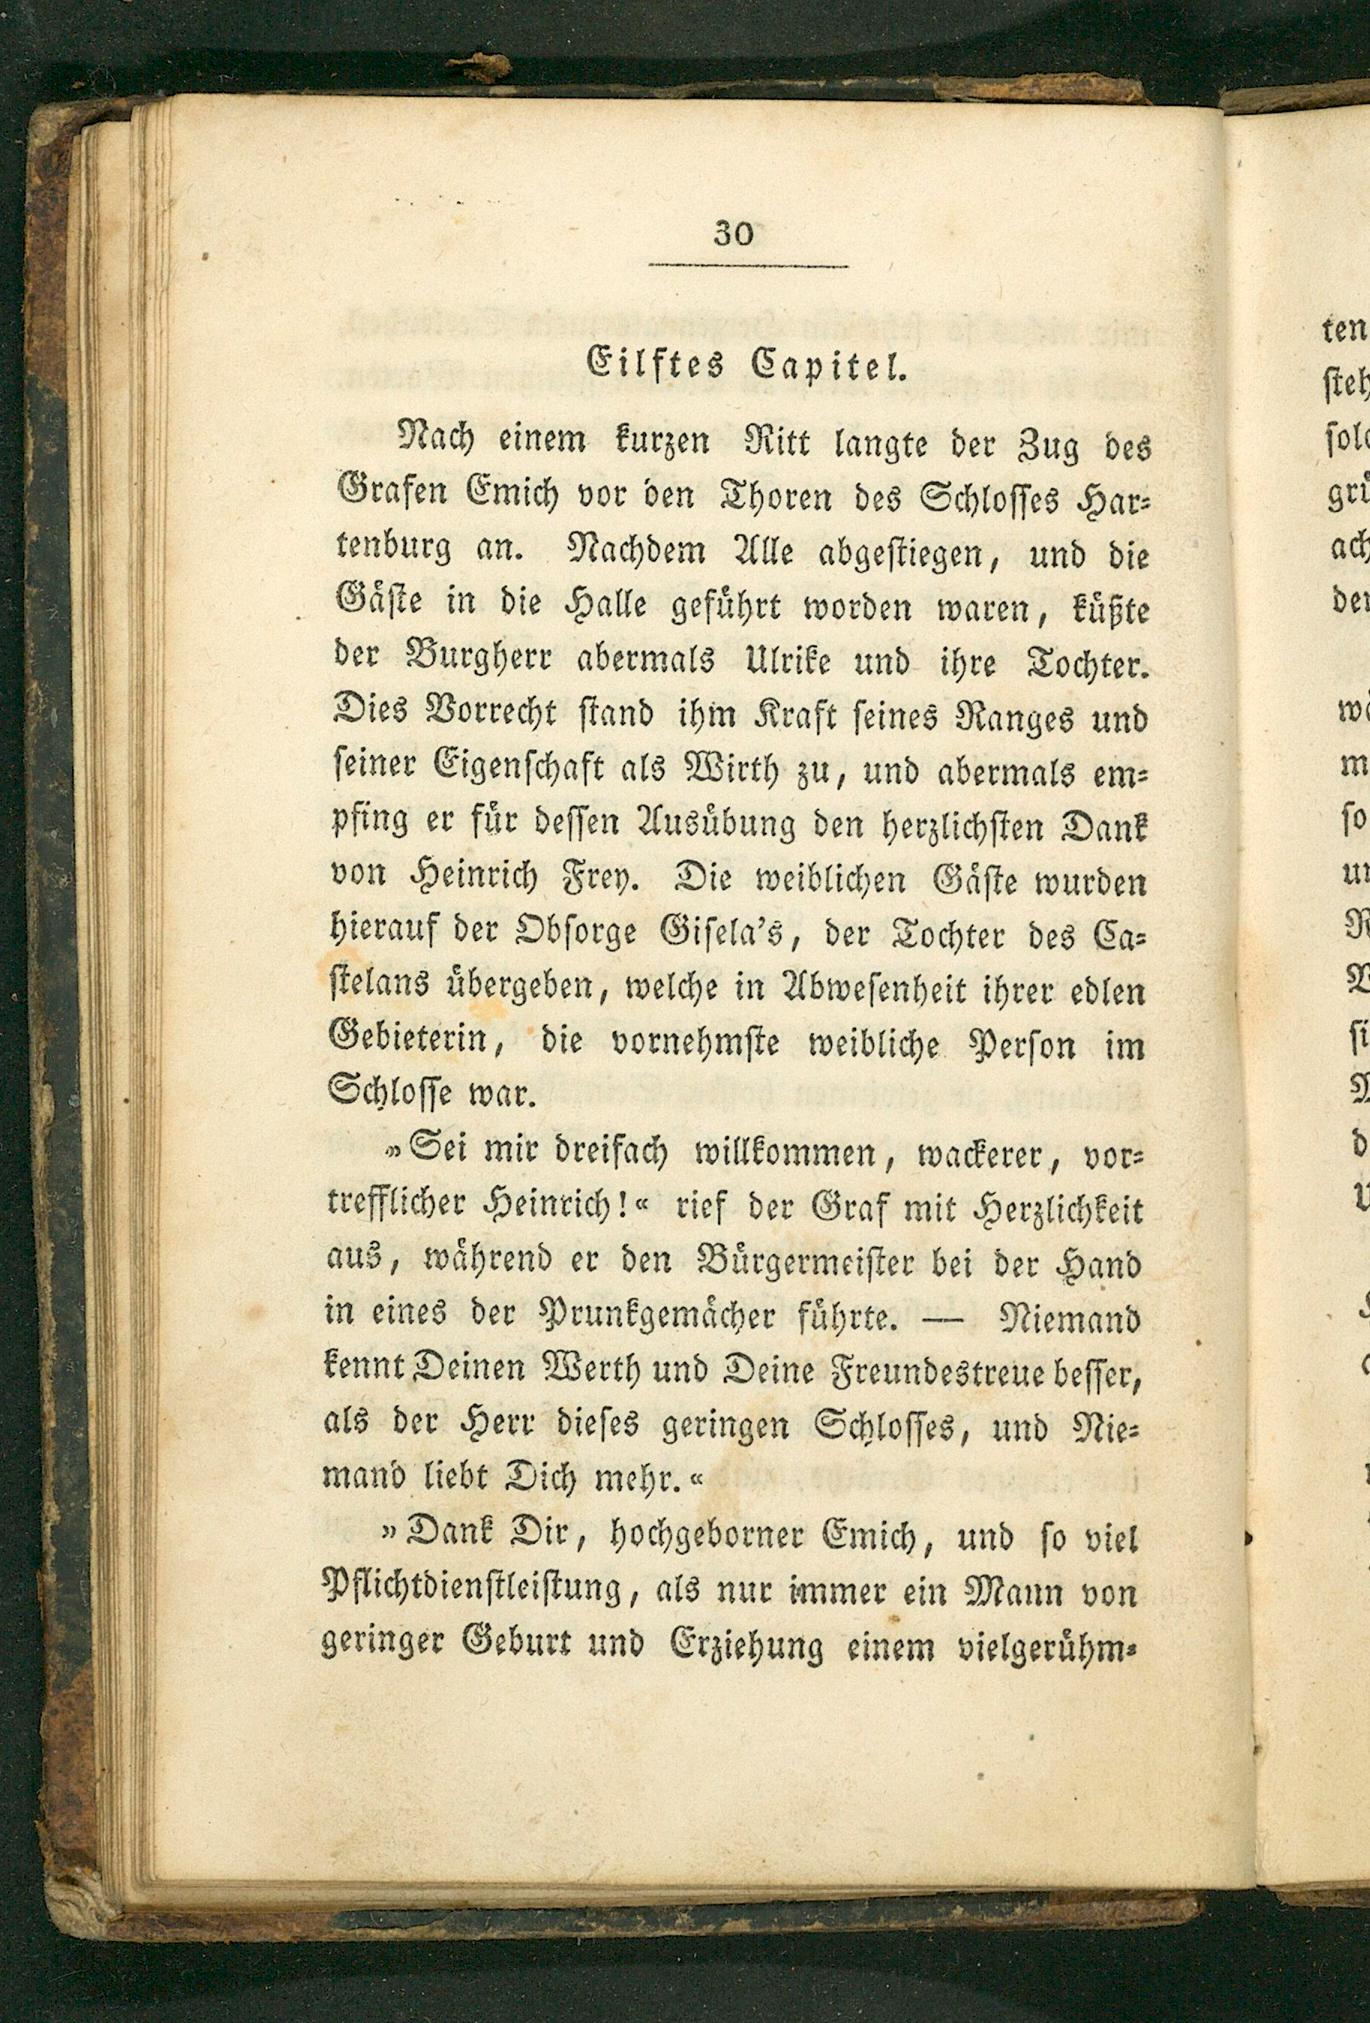 30
Eilftes Capitel.
Nach einem kurzen Ritt langte der Zug des
Grafen Emich vor den Thoren des Schlosses Har-
tenburg an. Nachdem Alle abgestiegen, und die
Gäste in die Halle geführt worden waren, küßte
der Burgherr abermals Ulrike und ihre Tochter.
Dies Vorrecht stand ihm Kraft seines Ranges und
seiner Eigenschaft als Wirth zu, und abermals em-
pfing er für dessen Ausübung den herzlichsten Dank
von Heinrich Frey. Die weiblichen Gäste wurden
hierauf der Obsorge Gisela's, der Tochter des Ca-
stelans übergeben, welche in Abwesenheit ihrer edlen
Gebieterin, die vornehmste weibliche Person im
Schlosse war.
»Sei mir dreifach willkommen, wackerer, vor-
trefflicher Heinrich!« rief der Graf mit Herzlichkeit
aus, während er den Bürgermeister bei der Hand
in eines der Prunkgemächer führte. — Niemand
kennt Deinen Werth und Deine Freundestreue besser,
als der Herr dieses geringen Schlosses, und Nie-
mand liebt Dich mehr.«
»Dank Dir, hochgeborner Emich, und so viel
Pflichtdienstleistung, als nur immer ein Mann von
geringer Geburt und Erziehung einem vielgerühm-